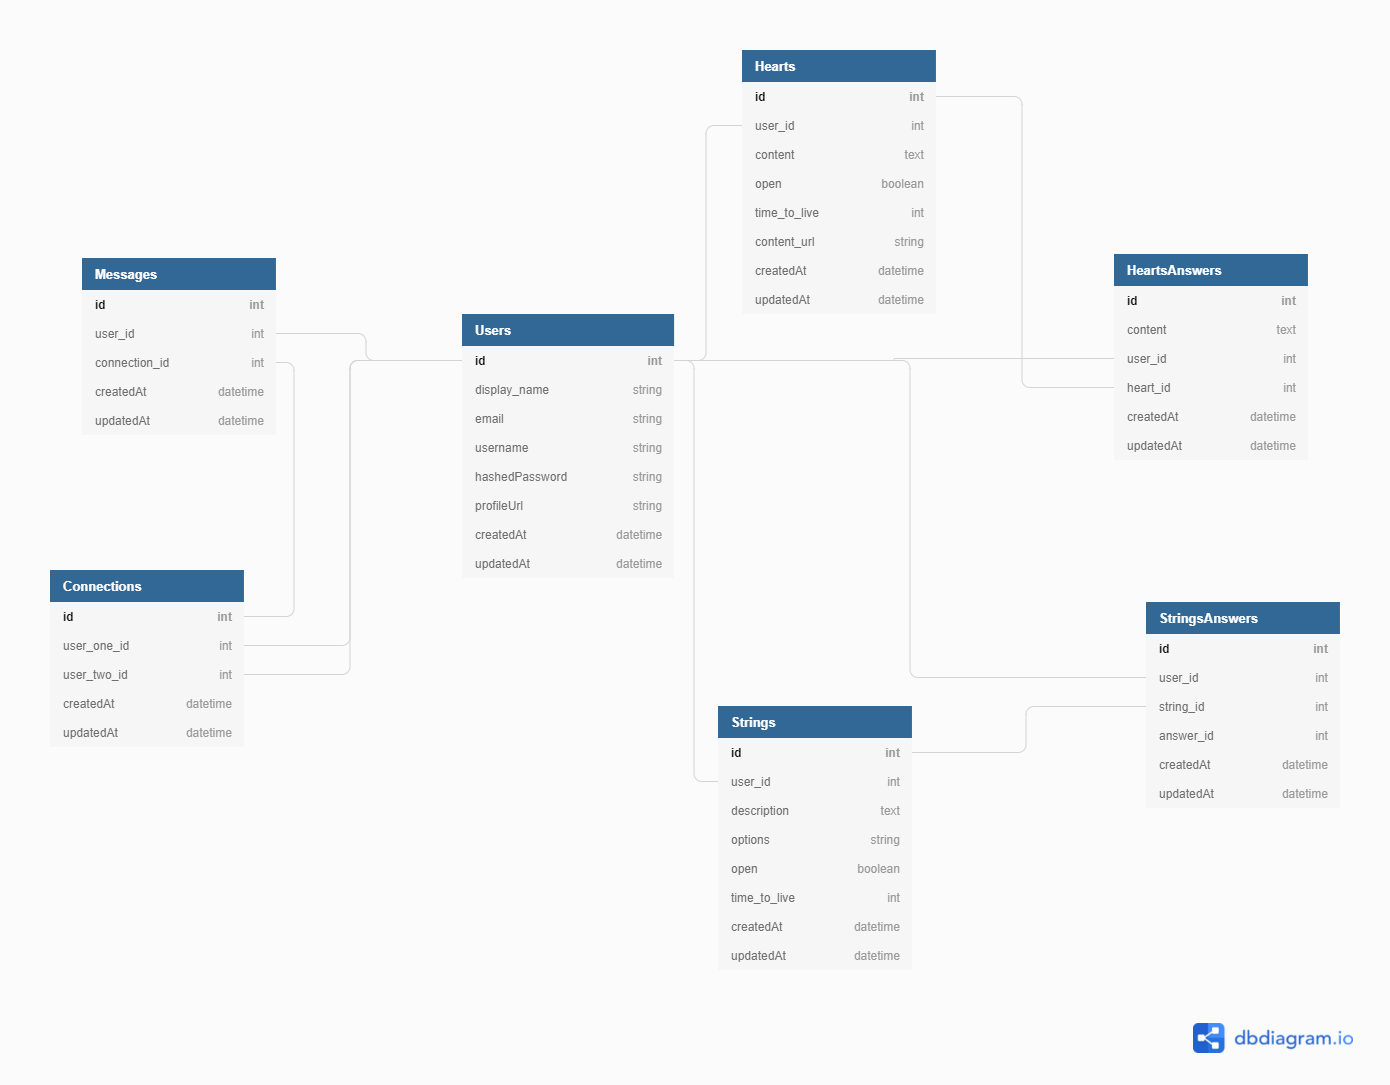 Hearts
id int
user_id int
content text
open boolean
time_to_live int
content_url string
createdAt datetime
updatedAt datetime
Messages
id int
user_id int
connection_id int
createdAt datetime
updatedAt datetime
Users
id int
display_name string
email string
username string
hashedPassword string
profileUrl string
createdAt datetime
updatedAt datetime
HeartsAnswers
id int
content text
user_id int
heart_id int
createdAt datetime
updatedAt datetime
Connections
id int
user_one_id int
user_two_id int
createdAt datetime
updatedAt datetime
Strings
id int
user_id int
description text
options string
open boolean
time_to_live int
createdAt datetime
updatedAt datetime
StringsAnswers
id int
user_id int
string_id int
answer_id int
createdAt datetime
updatedAt datetime
dbdiagram.io